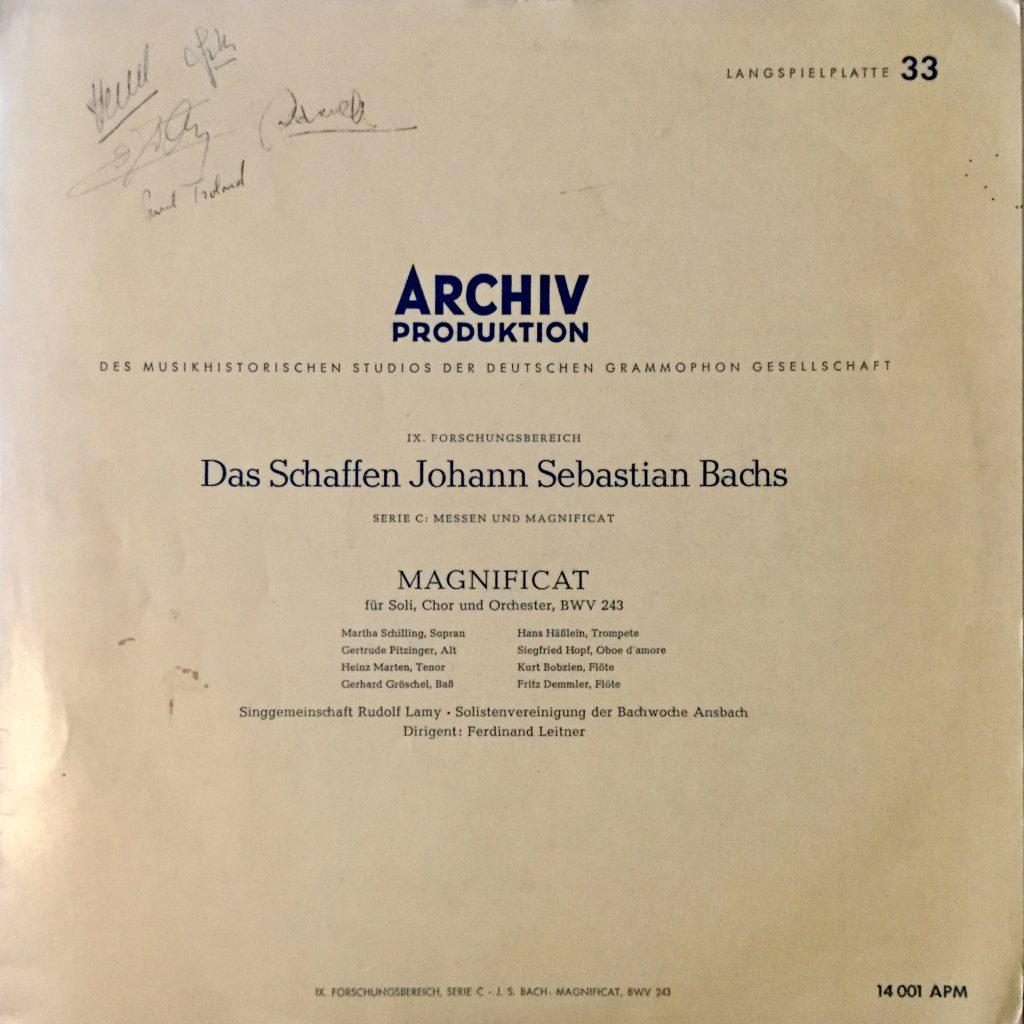 LANGSPIELPLATTE 33
ARCHIV
PRODUKTION
DES MUSIKHISTORISCHEN STUDIOS DER DEUTSCHEN GRAMMOPHON GESELLSCHAFT
IX. FORSCHUNGSBEREICH
Das Schaffen Johann Sebastian Bachs
SERIE C: MESSEN UND MAGNIFICAT
MAGNIFICAT
für Soli, Chor und Orchester, BWV 243
Martha Schilling, Sopran
Gertrude Pitzinger, Alt
Heinz Marten, Tenor
Gerhard Gröschel, Baß
Hans Häßlein, Trompete
Siegfried Hopf, Oboe d'amore
Kurt Bobzien, Flöte
Fritz Demmler, Flöte
Singgemeinschaft Rudolf Lamy · Solistenvereinigung der Bachwoche Ansbach
Dirigent: Ferdinand Leitner
IX. FORSCHUNGSBEREICH, SERIE C · J. S. BACH: MAGNIFICAT, BWV 243
14 001 APM